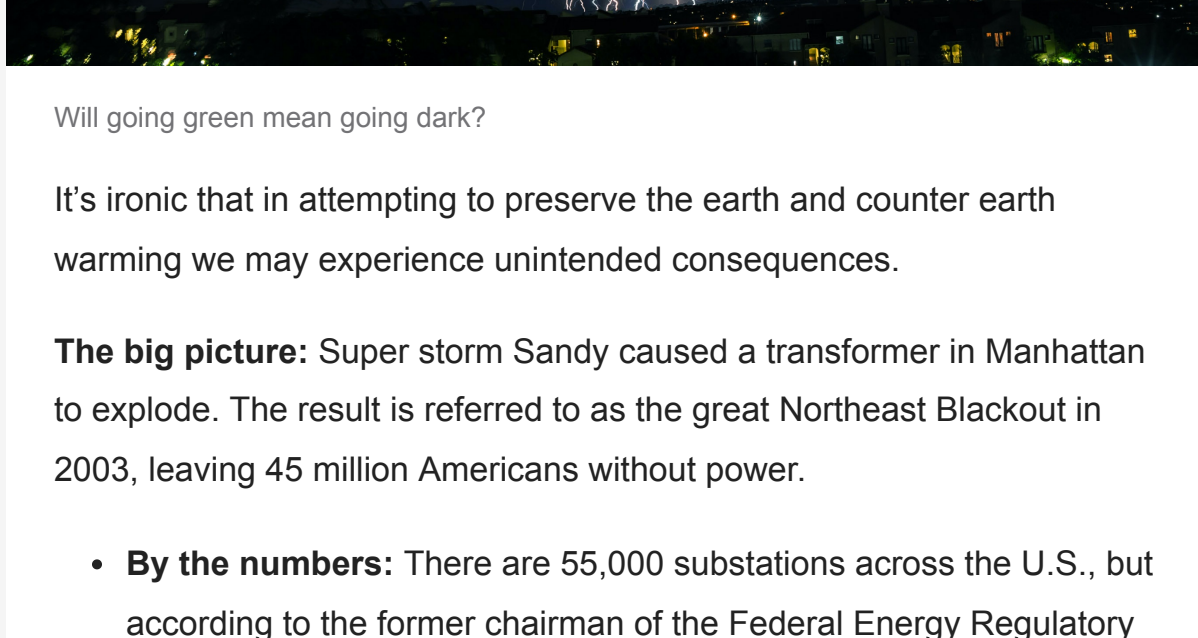 Will going green mean going dark?
It’s ironic that in attempting to preserve the earth and counter earth
warming we may experience unintended consequences.
The big picture: Super storm Sandy caused a transformer in Manhattan
to explode. The result is referred to as the great Northeast Blackout in
2003, leaving 45 million Americans without power.
• By the numbers: There are 55,000 substations across the U.S., but
according to the former chairman of the Federal Energy Regulatory